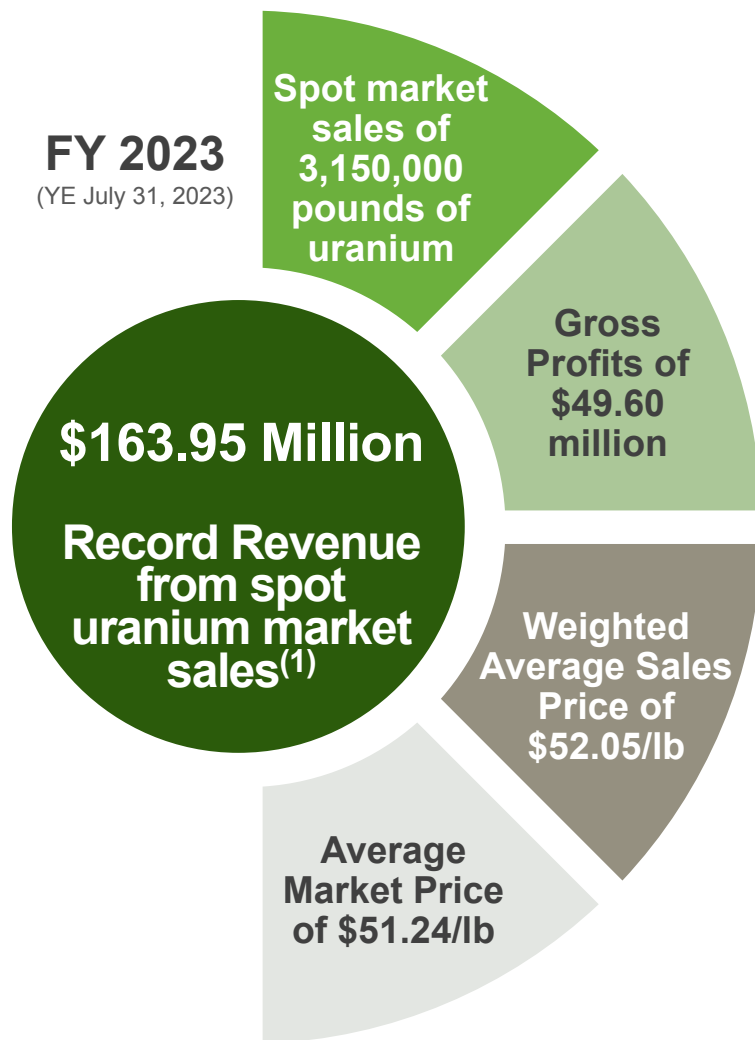 FY 2023
(YE July 31, 2023)
Spot market
sales of
3,150,000
pounds of
uranium
Gross
Profits of
$49.60
million
$163.95 Million
Record Revenue
from spot
uranium market
sales(1)
Weighted
Average Sales
Price of
$52.05/lb
Average
Market Price
of $51.24/lb